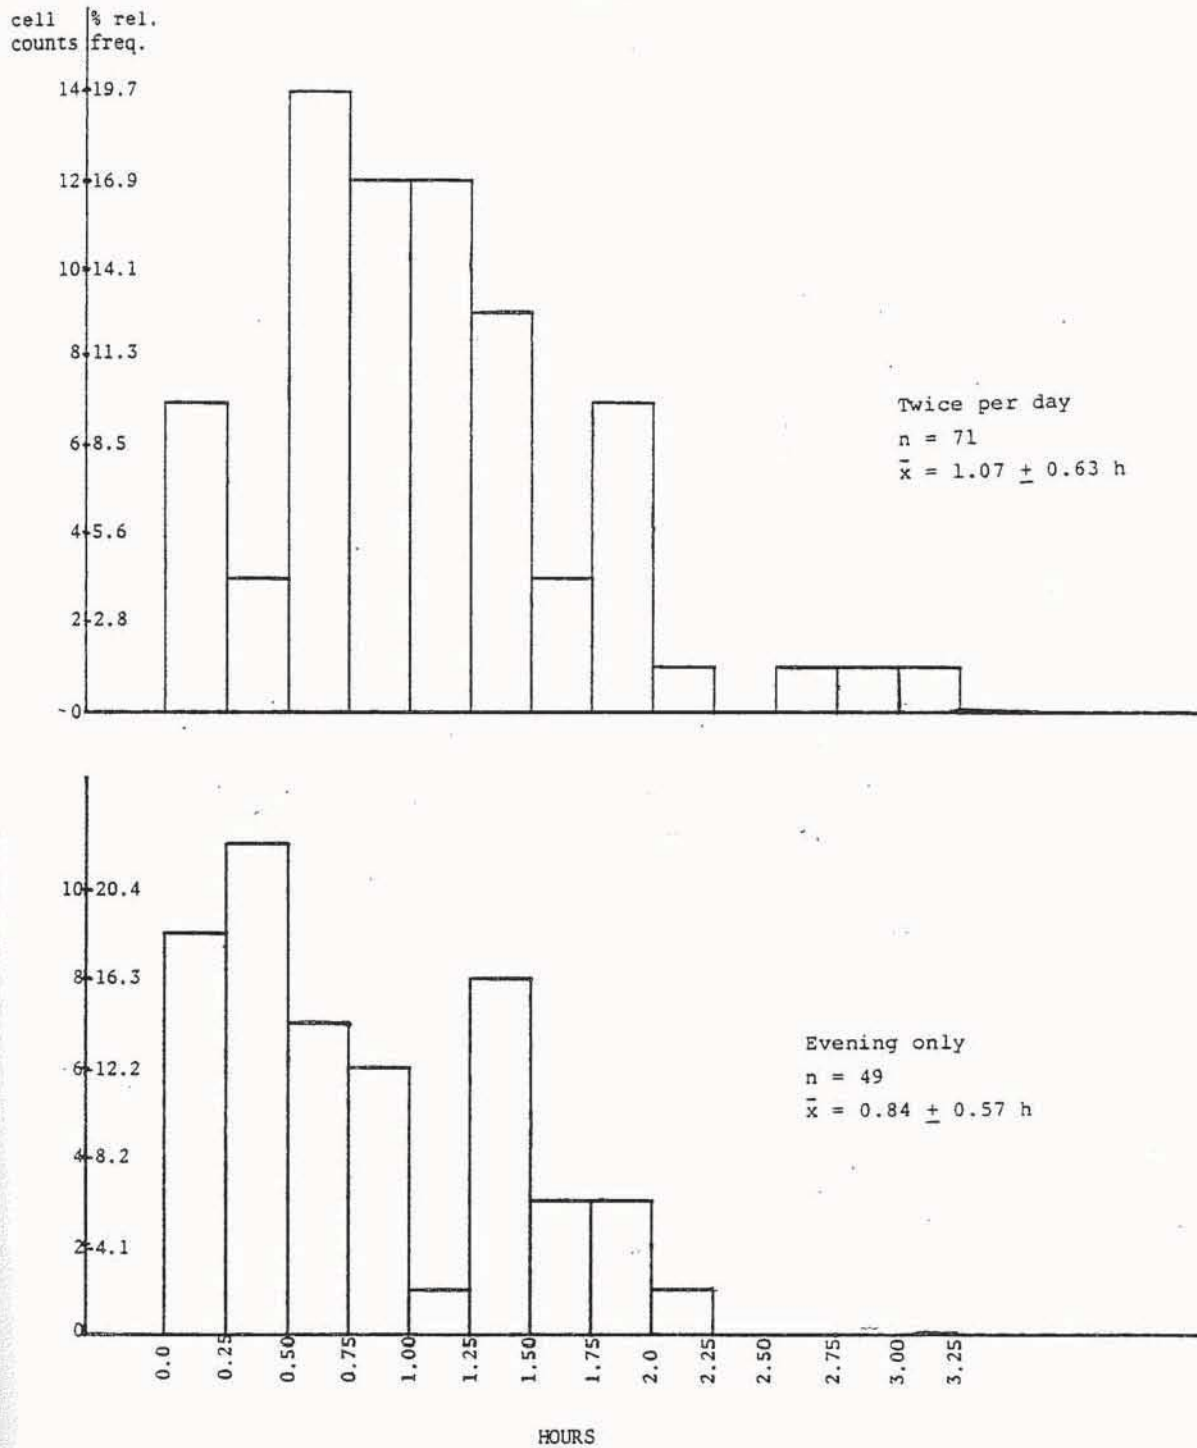 cell % rel.
counts freq.
14 19.7
12 16.9
10 14.1
8 11.3
6 8.5
4 5.6
2 2.8
0
Twice per day
n = 71
x̄ = 1.07 ± 0.63 h
10 20.4
8 16.3
6 12.2
4 8.2
2 4.1
0
Evening only
n = 49
x̄ = 0.84 ± 0.57 h
0.0 0.25 0.50 0.75 1.00 1.25 1.50 1.75 2.0 2.25 2.50 2.75 3.00 3.25
HOURS